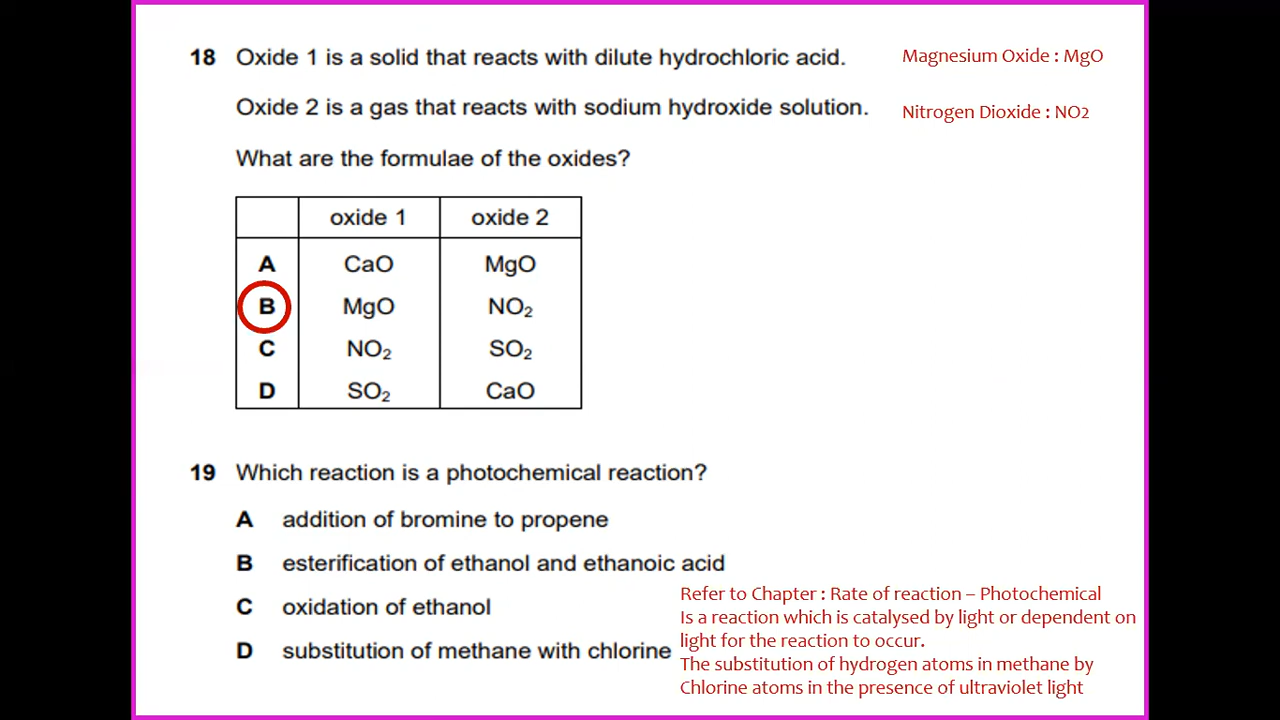 18 Oxide 1 is a solid that reacts with dilute hydrochloric acid.
Magnesium Oxide : MgO
Oxide 2 is a gas that reacts with sodium hydroxide solution.
Nitrogen Dioxide : NO2
What are the formulae of the oxides?
oxide 1 oxide 2
A CaO MgO
B MgO NO₂
C NO₂ SO₂
D SO₂ CaO
19 Which reaction is a photochemical reaction?
A addition of bromine to propene
B esterification of ethanol and ethanoic acid
C oxidation of ethanol
D substitution of methane with chlorine
Refer to Chapter : Rate of reaction – Photochemical
Is a reaction which is catalysed by light or dependent on
light for the reaction to occur.
The substitution of hydrogen atoms in methane by
Chlorine atoms in the presence of ultraviolet light